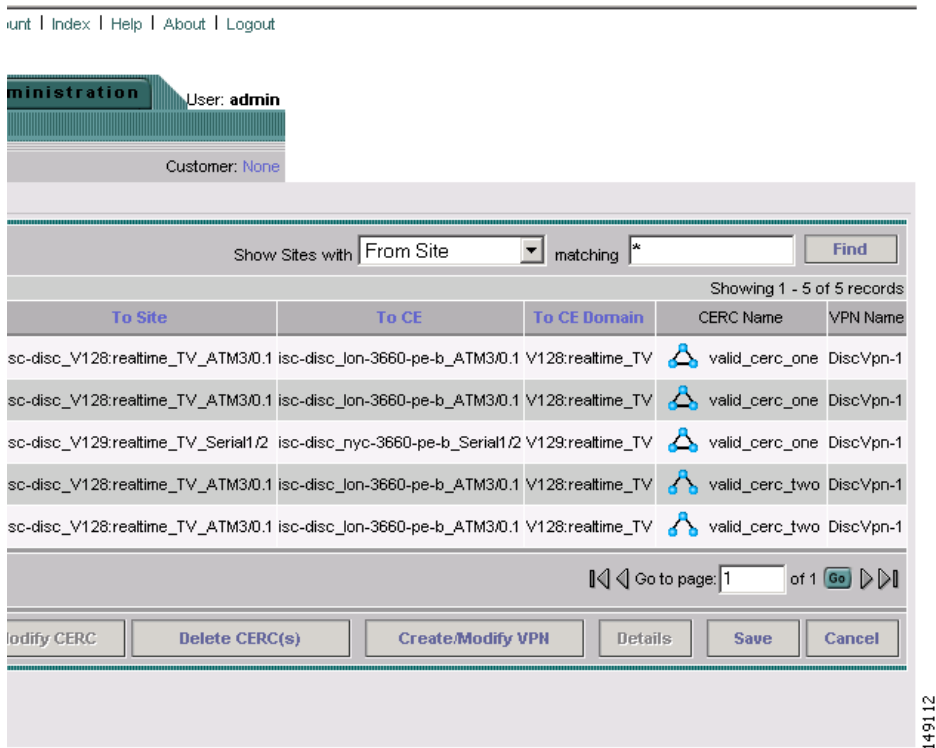 unt | Index | Help | About | Logout
ministration
User: admin
Customer: None
Show Sites with From Site matching * Find
Showing 1 - 5 of 5 records
To Site To CE To CE Domain CERC Name VPN Name
sc-disc_V128:realtime_TV_ATM3/0.1 isc-disc_lon-3660-pe-b_ATM3/0.1 V128:realtime_TV valid_cerc_one DiscVpn-1
sc-disc_V128:realtime_TV_ATM3/0.1 isc-disc_lon-3660-pe-b_ATM3/0.1 V128:realtime_TV valid_cerc_one DiscVpn-1
sc-disc_V129:realtime_TV_Serial1/2 isc-disc_nyc-3660-pe-b_Serial1/2 V129:realtime_TV valid_cerc_one DiscVpn-1
sc-disc_V128:realtime_TV_ATM3/0.1 isc-disc_lon-3660-pe-b_ATM3/0.1 V128:realtime_TV valid_cerc_two DiscVpn-1
sc-disc_V128:realtime_TV_ATM3/0.1 isc-disc_lon-3660-pe-b_ATM3/0.1 V128:realtime_TV valid_cerc_two DiscVpn-1
Go to page: 1 of 1 Go
odify CERC Delete CERC(s) Create/Modify VPN Details Save Cancel
149112